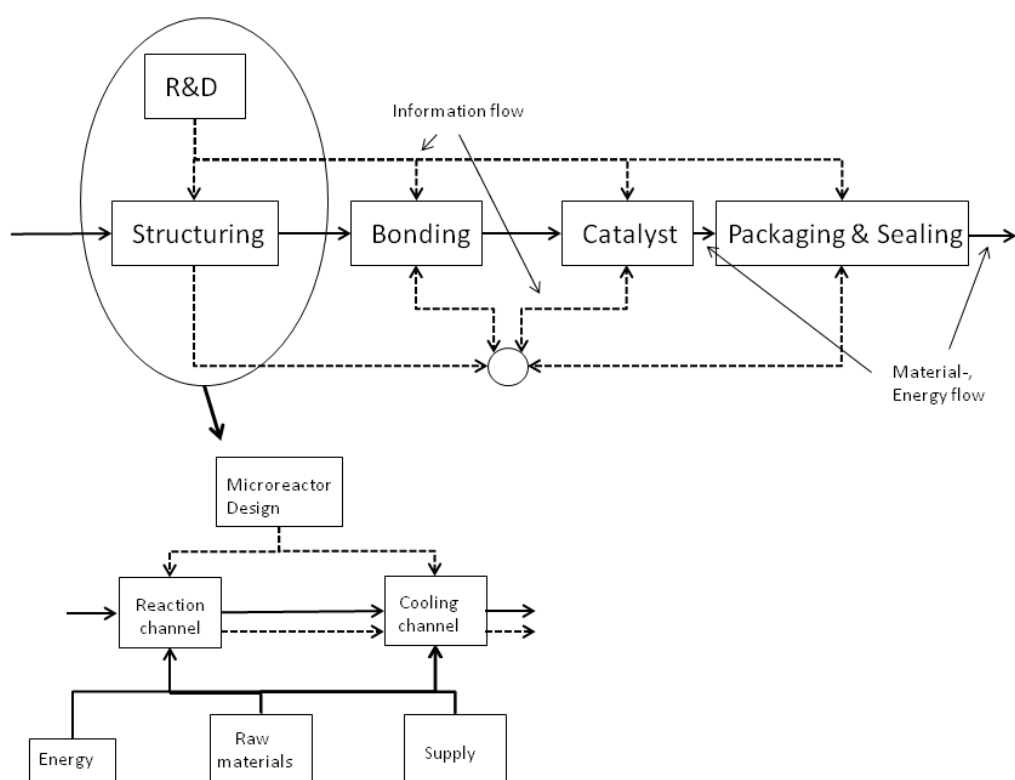 R&D
Information flow
Structuring
Bonding
Catalyst
Packaging & Sealing
Material-,
Energy flow
Microreactor
Design
Reaction
channel
Cooling
channel
Energy
Raw
materials
Supply